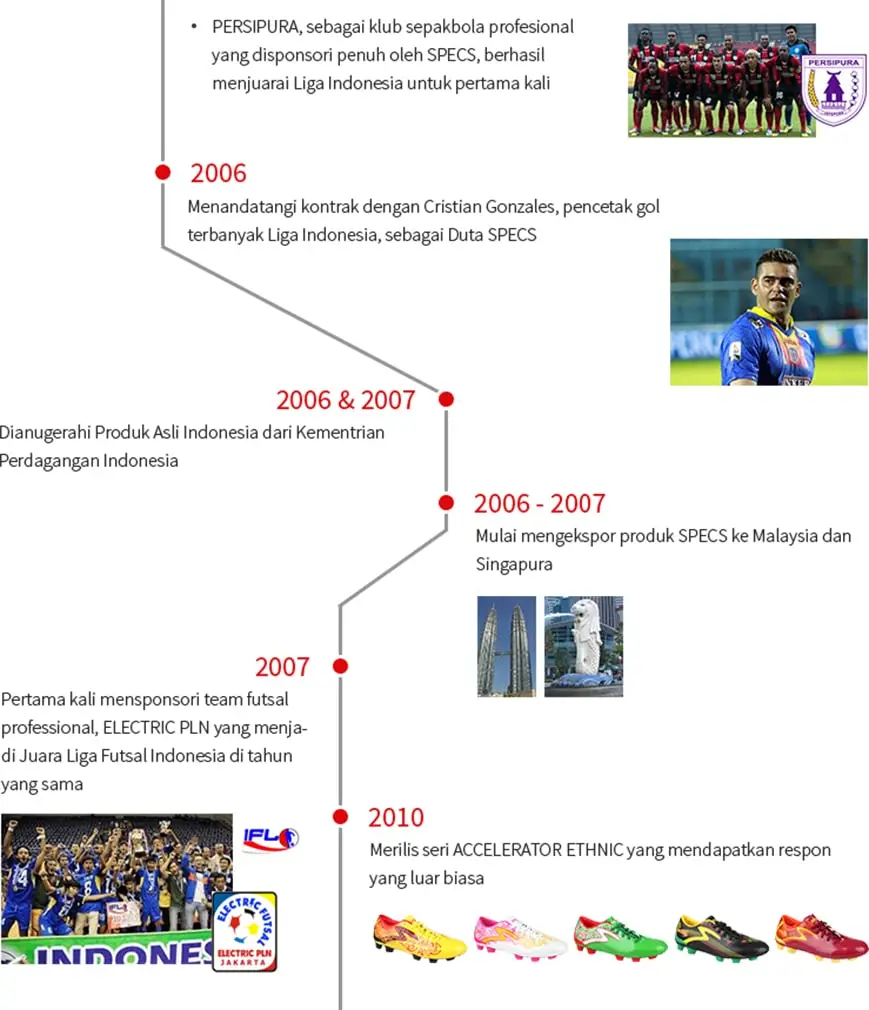 • PERSIPURA, sebagai klub sepakbola profesional
yang disponsori penuh oleh SPECS, berhasil
menjuarai Liga Indonesia untuk pertama kali
PERSIPURA
2006
Menandatangi kontrak dengan Cristian Gonzales, pencetak gol
terbanyak Liga Indonesia, sebagai Duta SPECS
2006 & 2007
Dianugerahi Produk Asli Indonesia dari Kementrian
Perdagangan Indonesia
2006 - 2007
Mulai mengekspor produk SPECS ke Malaysia dan
Singapura
2007
Pertama kali mensponsori team futsal
professional, ELECTRIC PLN yang menja-
di Juara Liga Futsal Indonesia di tahun
yang sama
IFL
IFL
INDONES
ELECTRIC FUTSAL
ELECTRIC PLN
JAKARTA
2010
Merilis seri ACCELERATOR ETHNIC yang mendapatkan respon
yang luar biasa